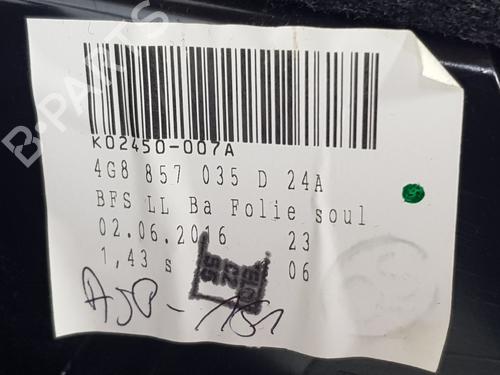 B-PARTS
K02450-007A
4G8 857 035 D 24A
BFS LL Ba Folie soul
02.06.2016 23
1,43 s 06